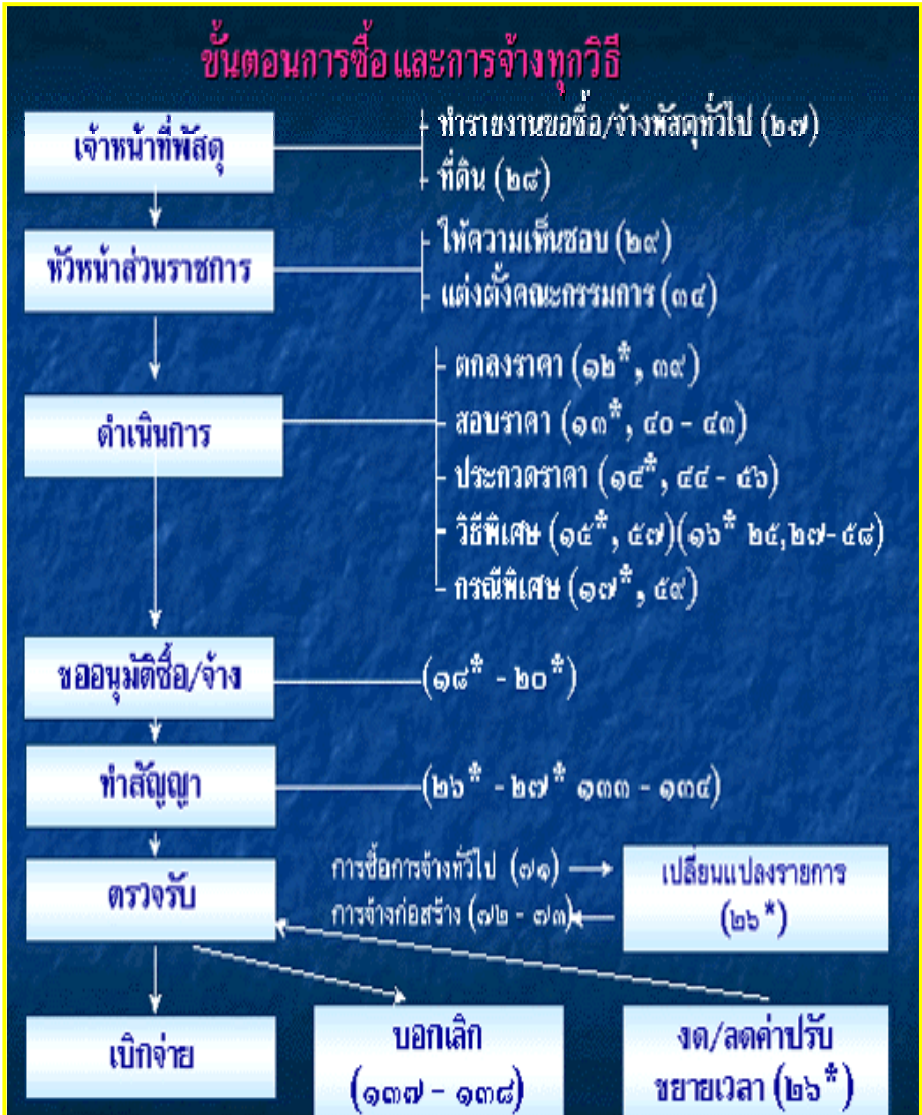 ขั้นตอนการซื้อ และการจ้างทุกวิธี
เจ้าหน้าที่พัสดุ
- ทำรายงานขอซื้อ/จ้างพัสดุทั่วไป (๒๗)
- ที่ดิน (๒๘)
หัวหน้าส่วนราชการ
- ให้ความเห็นชอบ (๒๙)
- แต่งตั้งคณะกรรมการ (๓๔)
ดำเนินการ
- ตกลงราคา (๑๒*, ๓๙)
- สอบราคา (๑๓*, ๔๐ - ๔๓)
- ประกวดราคา (๑๔*, ๔๔ - ๕๖)
- วิธีพิเศษ (๑๕*, ๕๗)(๑๖* ๒๕,๒๗-๕๘)
- กรณีพิเศษ (๑๗*, ๕๙)
ขออนุมัติซื้อ/จ้าง
(๑๘* - ๒๐*)
ทำสัญญา
(๒๖* - ๒๗* ๑๓๓ - ๑๓๔)
ตรวจรับ
การซื้อการจ้างทั่วไป (๗๑)
การจ้างก่อสร้าง (๗๒ - ๗๓)
เปลี่ยนแปลงรายการ
(๒๖*)
เบิกจ่าย
บอกเลิก
(๑๓๗ - ๑๓๘)
งด/ลดค่าปรับ
ขยายเวลา (๒๖*)